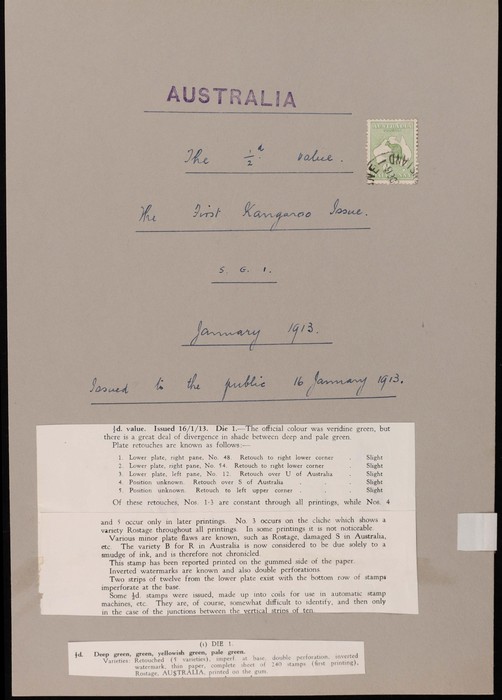 AUSTRALIA
The ½d value.
The First Kangaroo Issue.
S. G. 1.
January 1913.
Issued to the public 16 January 1913.
½d. value. Issued 16/1/13. Die 1.—The official colour was veridine green, but
there is a great deal of divergence in shade between deep and pale green.
Plate retouches are known as follows:—
1. Lower plate, right pane, No. 48. Retouch to right lower corner . Slight
2. Lower plate, right pane, No. 54. Retouch to right lower corner Slight
3. Lower plate, left pane, No. 12. Retouch over U of Australia . Slight
4. Position unknown. Retouch over S of Australia . . Slight
5. Position unknown. Retouch to left upper corner . . . Slight
Of these retouches, Nos. 1-3 are constant through all printings, while Nos. 4
and 5 occur only in later printings. No. 3 occurs on the cliche which shows a
variety Rostage throughout all printings. In some printings it is not noticeable.
Various minor plate flaws are known, such as Rostage, damaged S in Australia,
etc. The variety B for R in Australia is now considered to be due solely to a
smudge of ink, and is therefore not chronicled.
This stamp has been reported printed on the gummed side of the paper.
Inverted watermarks are known and also double perforations.
Two strips of twelve from the lower plate exist with the bottom row of stamps
imperforate at the base.
Some ½d. stamps were issued, made up into coils for use in automatic stamp
machines, etc. They are, of course, somewhat difficult to identify, and then only
in the case of the junctions between the vertical strips of ten.
(1) DIE 1.
½d. Deep green, green, yellowish green, pale green.
Varieties: Retouched (5 varieties), imperf. at base, double perforation, inverted
watermark, thin paper, complete sheet of 240 stamps (first printing),
Rostage, AUSTRALIA, printed on the gum.